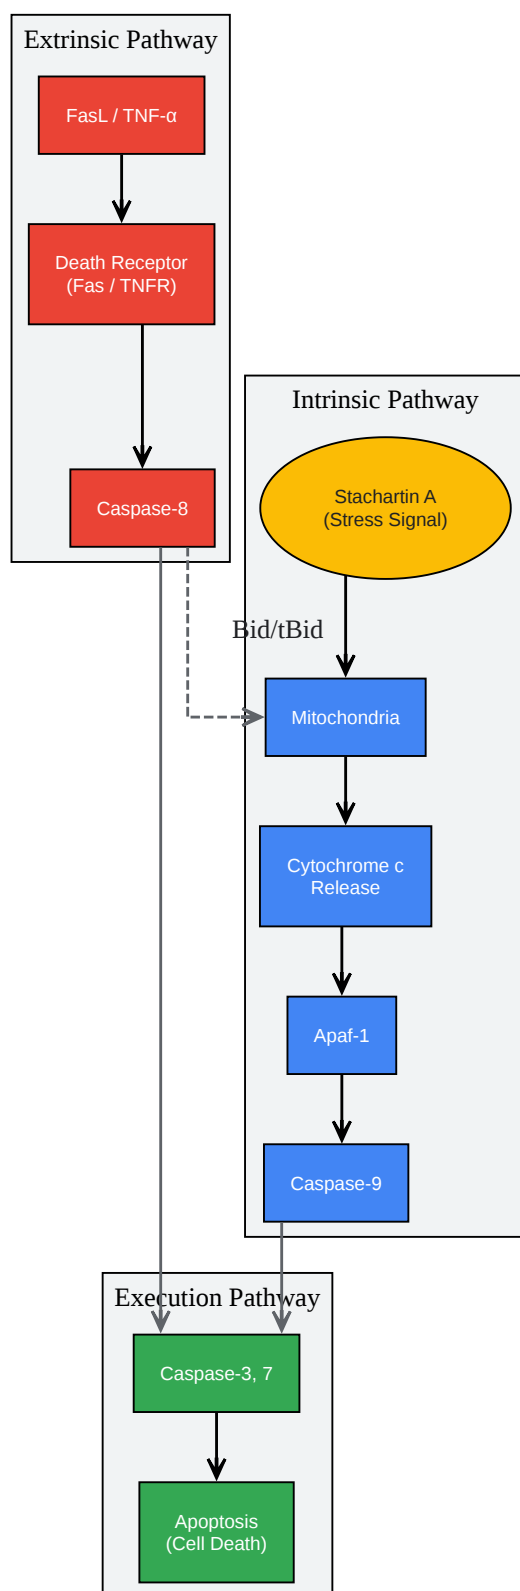 Extrinsic Pathway
FasL / TNF-α
Death Receptor
(Fas / TNFR)
Caspase-8
Intrinsic Pathway
Stachartin A
(Stress Signal)
Bid/tBid
Mitochondria
Cytochrome c
Release
Apaf-1
Caspase-9
Execution Pathway
Caspase-3, 7
Apoptosis
(Cell Death)